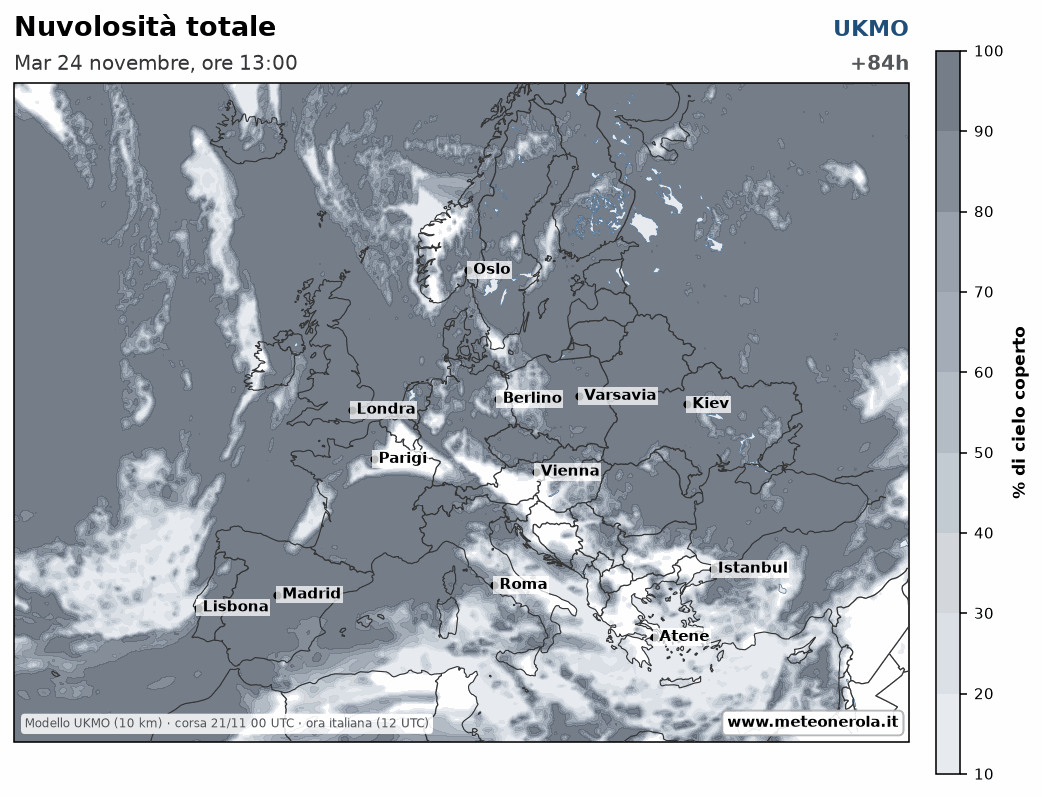 Nuvolosità totale
UKMO
Mar 24 novembre, ore 13:00
+84h
100
90
80
70
60
50
40
30
20
10
% di cielo coperto
Oslo
Londra
Berlino
Varsavia
Kiev
Parigi
Vienna
Istanbul
Roma
Madrid
Lisbona
Atene
Modello UKMO (10 km) · corsa 21/11 00 UTC · ora italiana (12 UTC)
www.meteonerola.it